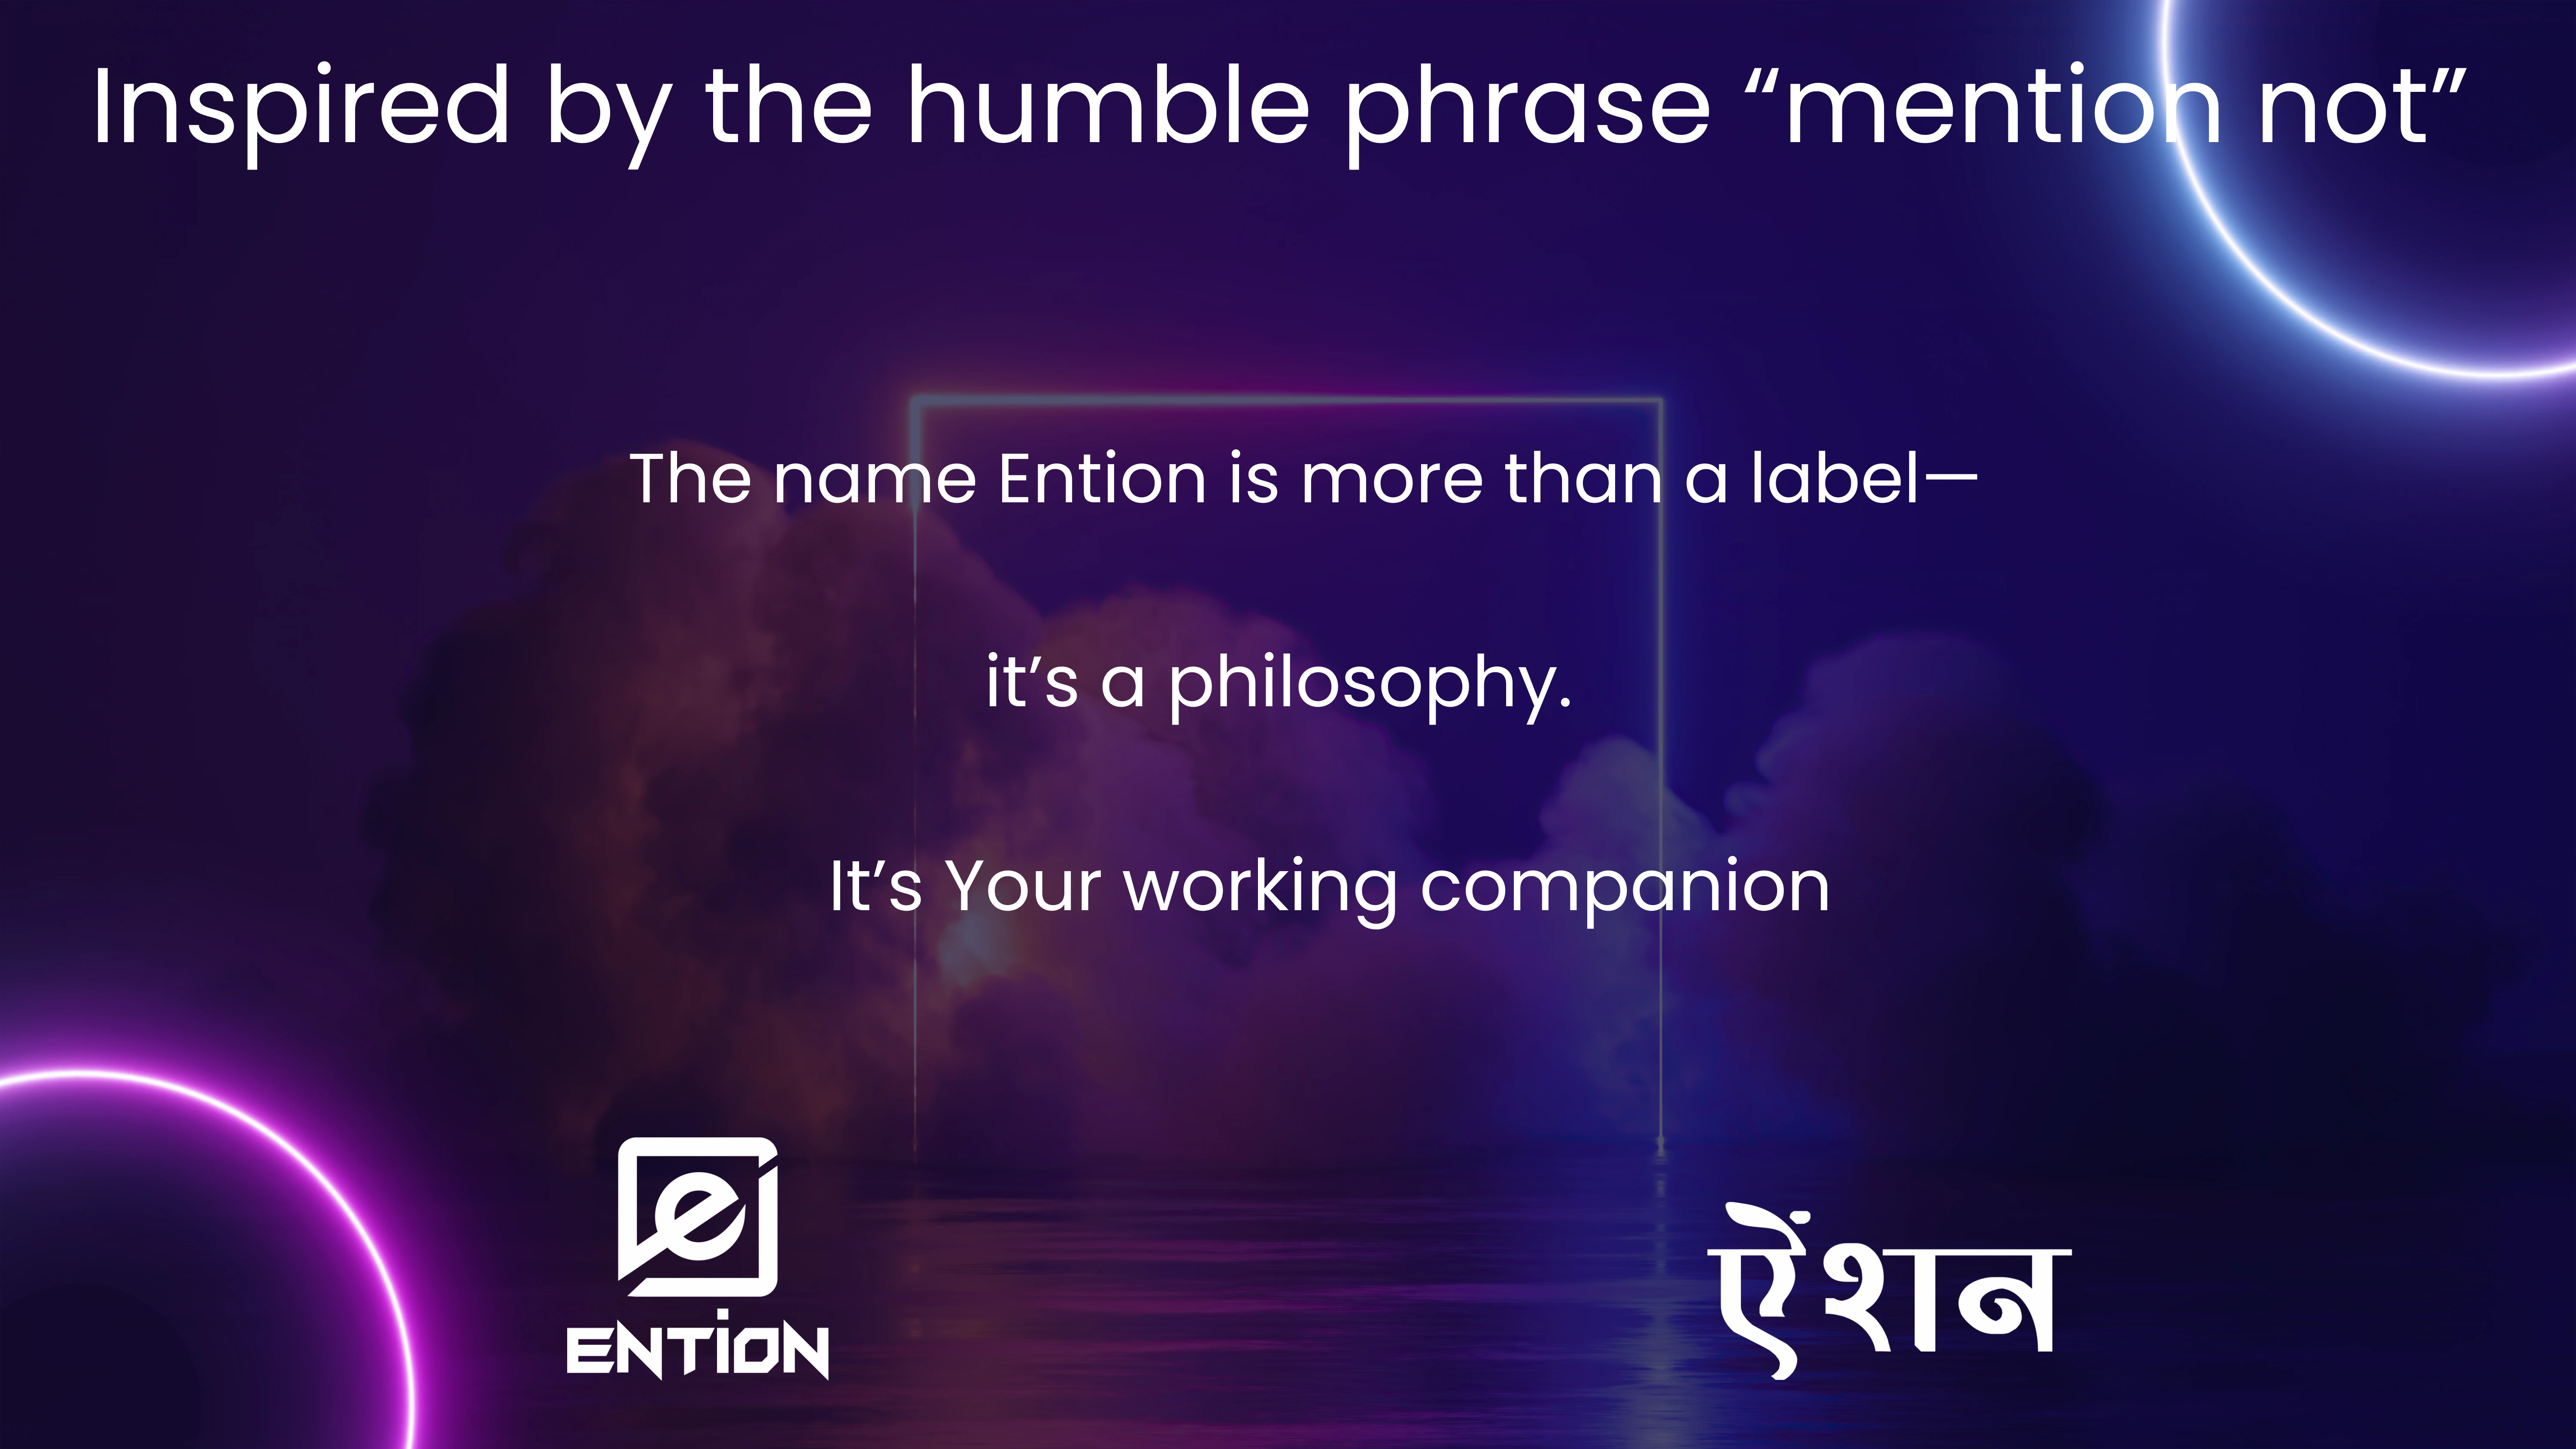 Inspired by the humble phrase “mention not”
The name Ention is more than a label—
it’s a philosophy.
It’s Your working companion
e
ENTiON
ऐंशन